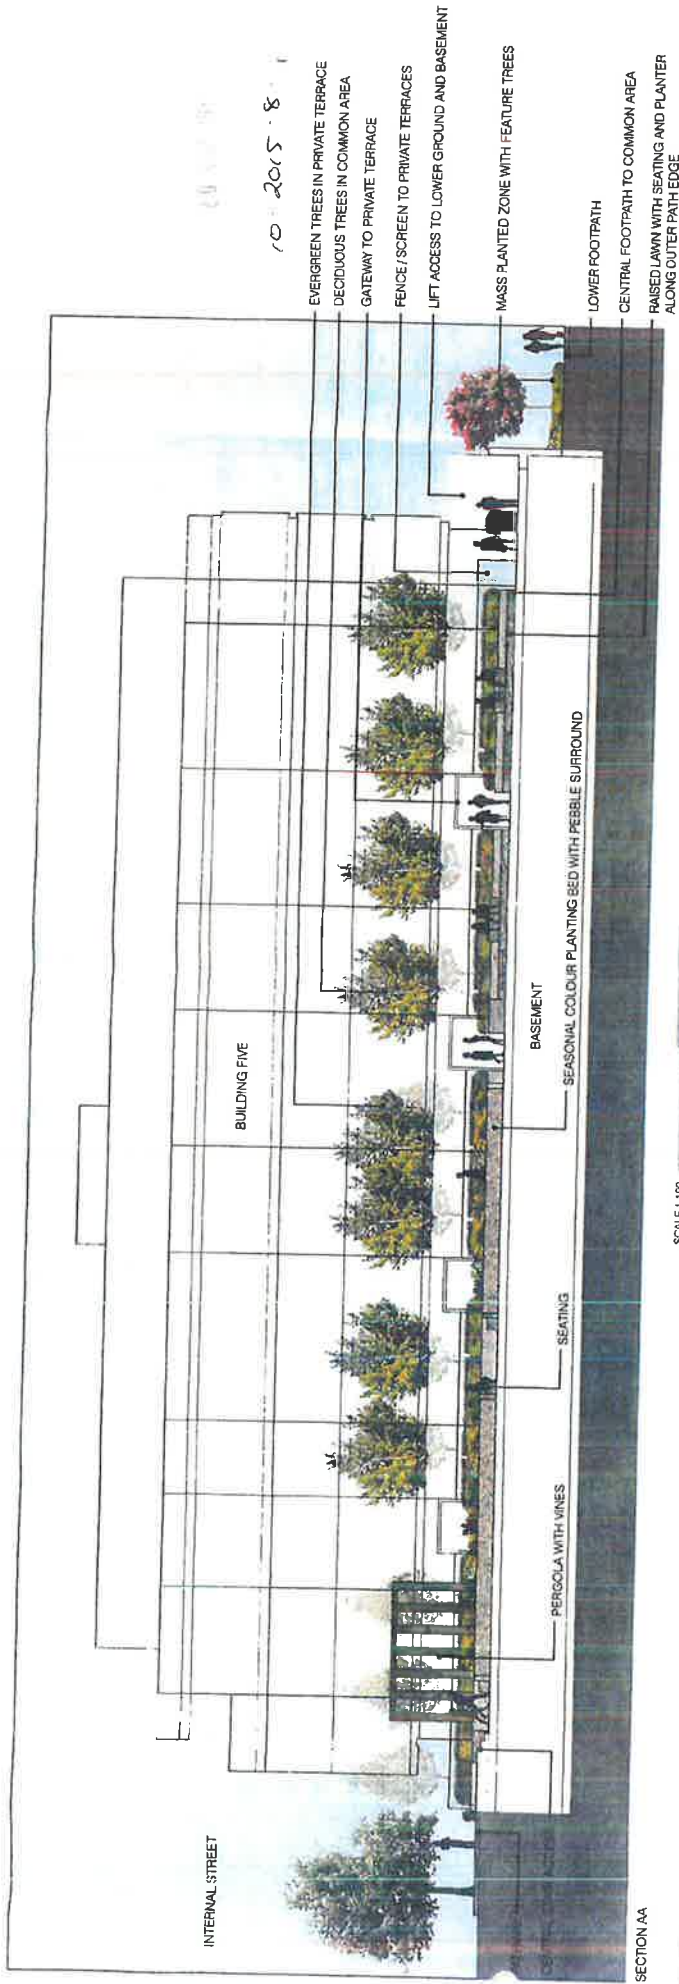 10 · 2015 · 8
EVERGREEN TREES IN PRIVATE TERRACE
DECIDUOUS TREES IN COMMON AREA
GATEWAY TO PRIVATE TERRACE
FENCE / SCREEN TO PRIVATE TERRACES
LIFT ACCESS TO LOWER GROUND AND BASEMENT
MASS PLANTED ZONE WITH FEATURE TREES
LOWER FOOTPATH
CENTRAL FOOTPATH TO COMMON AREA
RAISED LAWN WITH SEATING AND PLANTER
ALONG OUTER PATH EDGE
INTERNAL STREET
BUILDING FIVE
BASEMENT
PERGOLA WITH VINES
SEATING
SEASONAL COLOUR PLANTING BED WITH PEBBLE SURROUND
SECTION AA